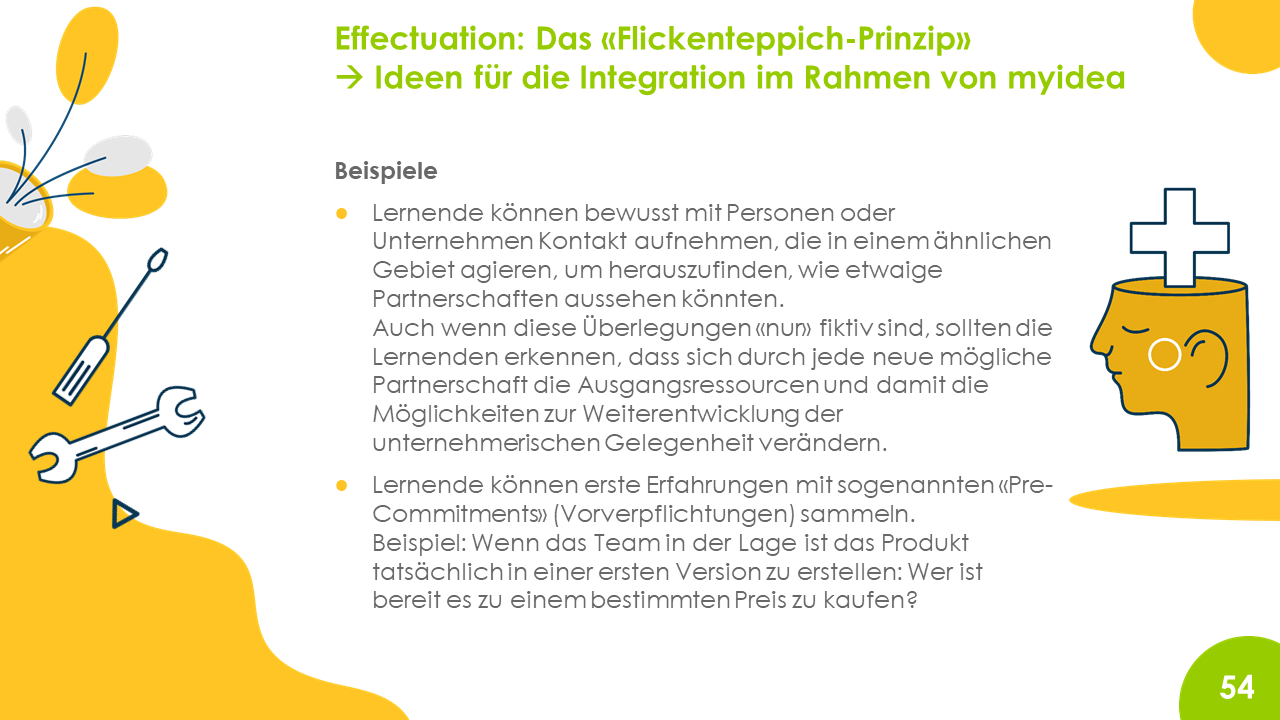 Effectuation: Das «Flickenteppich-Prinzip»
→ Ideen für die Integration im Rahmen von myidea
Beispiele
● Lernende können bewusst mit Personen oder
Unternehmen Kontakt aufnehmen, die in einem ähnlichen
Gebiet agieren, um herauszufinden, wie etwaige
Partnerschaften aussehen könnten.
Auch wenn diese Überlegungen «nur» fiktiv sind, sollten die
Lernenden erkennen, dass sich durch jede neue mögliche
Partnerschaft die Ausgangsressourcen und damit die
Möglichkeiten zur Weiterentwicklung der
unternehmerischen Gelegenheit verändern.
● Lernende können erste Erfahrungen mit sogenannten «Pre-
Commitments» (Vorverpflichtungen) sammeln.
Beispiel: Wenn das Team in der Lage ist das Produkt
tatsächlich in einer ersten Version zu erstellen: Wer ist
bereit es zu einem bestimmten Preis zu kaufen?
54